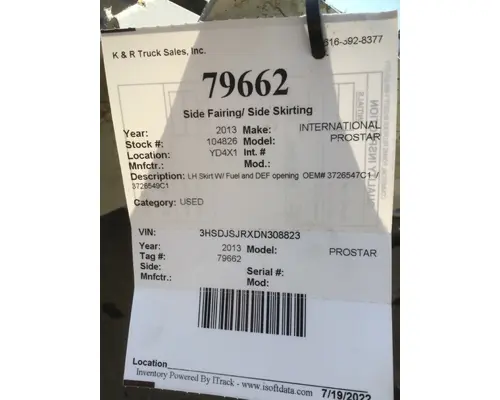 K & R Truck Sales, Inc.
616-592-8377
79662
Side Fairing/ Side Skirting
Year: 2013 Make: INTERNATIONAL
Stock #: 104826 Model: PROSTAR
Location: YD4X1 Int. #
Mnfctr.: Mod.:
Description: LH Skirt W/ Fuel and DEF opening OEM# 3726547C1 /
3726549C1
Category: USED
VIN: 3HSDJSJRXDN308823
Year: 2013 Model: PROSTAR
Tag #: 79662
Side: Serial #:
Mnfctr.: Mod:
Location
Inventory Powered By ITrack - www.isoftdata.com
7/19/2022